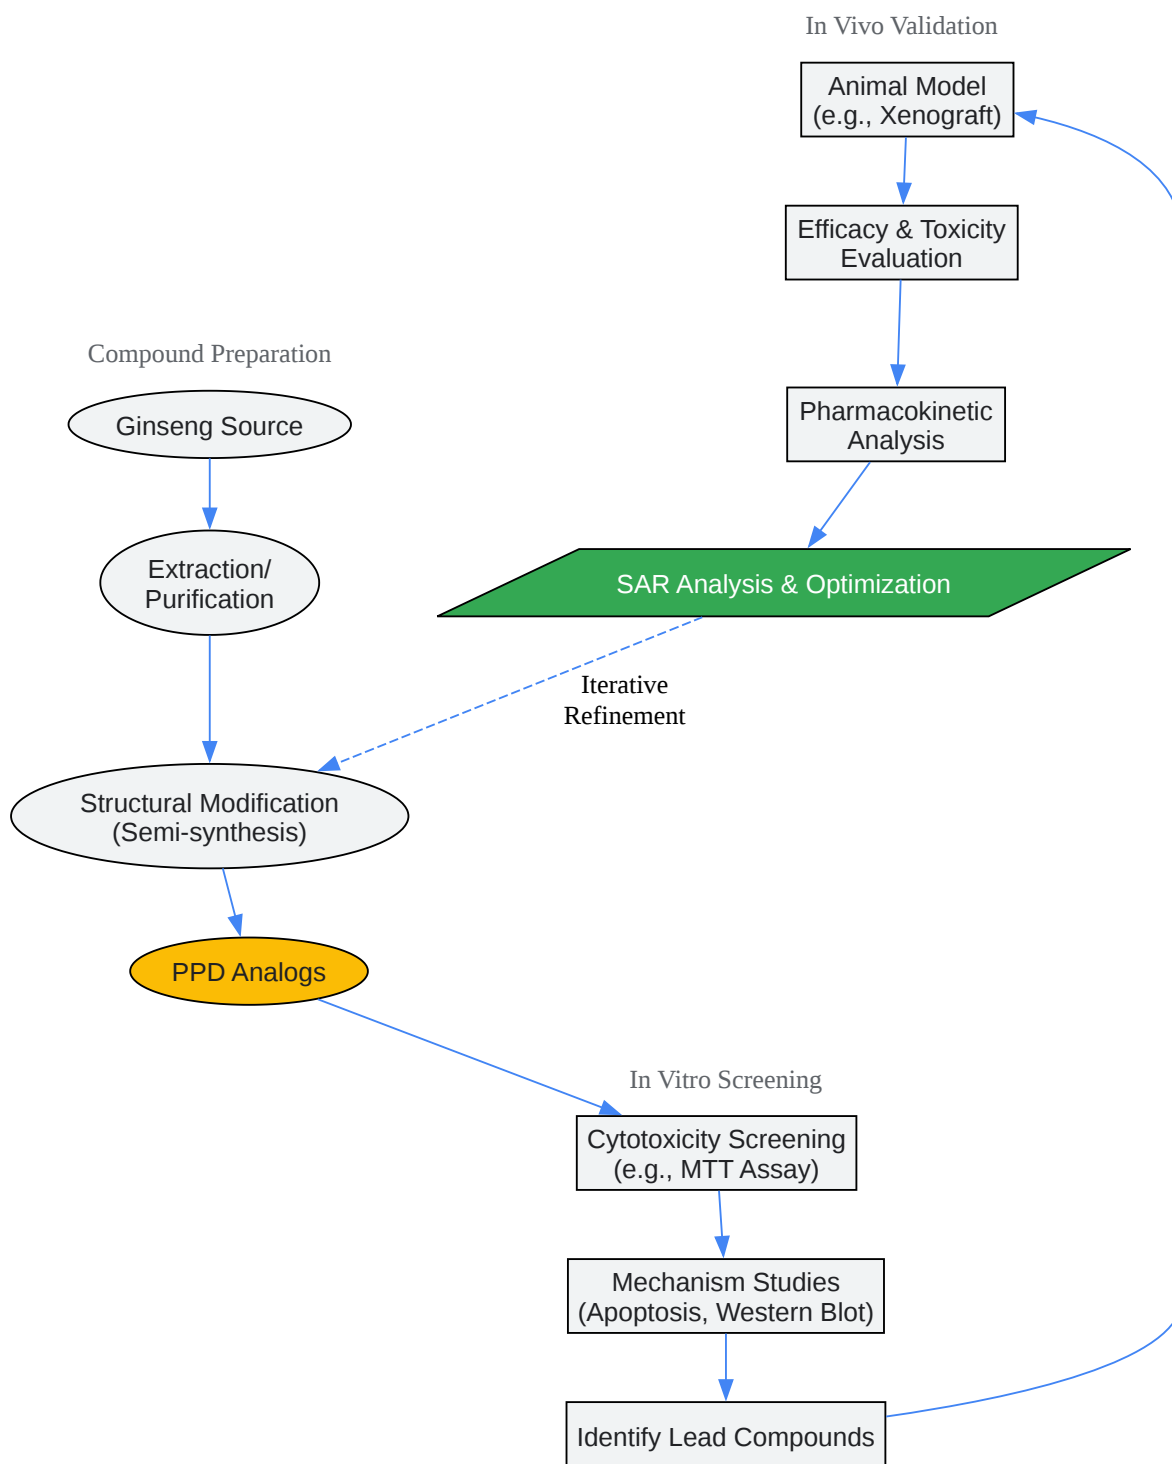 In Vivo Validation
Animal Model
(e.g., Xenograft)
Efficacy & Toxicity
Evaluation
Pharmacokinetic
Analysis
SAR Analysis & Optimization
Iterative
Refinement
Compound Preparation
Ginseng Source
Extraction/
Purification
Structural Modification
(Semi-synthesis)
PPD Analogs
In Vitro Screening
Cytotoxicity Screening
(e.g., MTT Assay)
Mechanism Studies
(Apoptosis, Western Blot)
Identify Lead Compounds